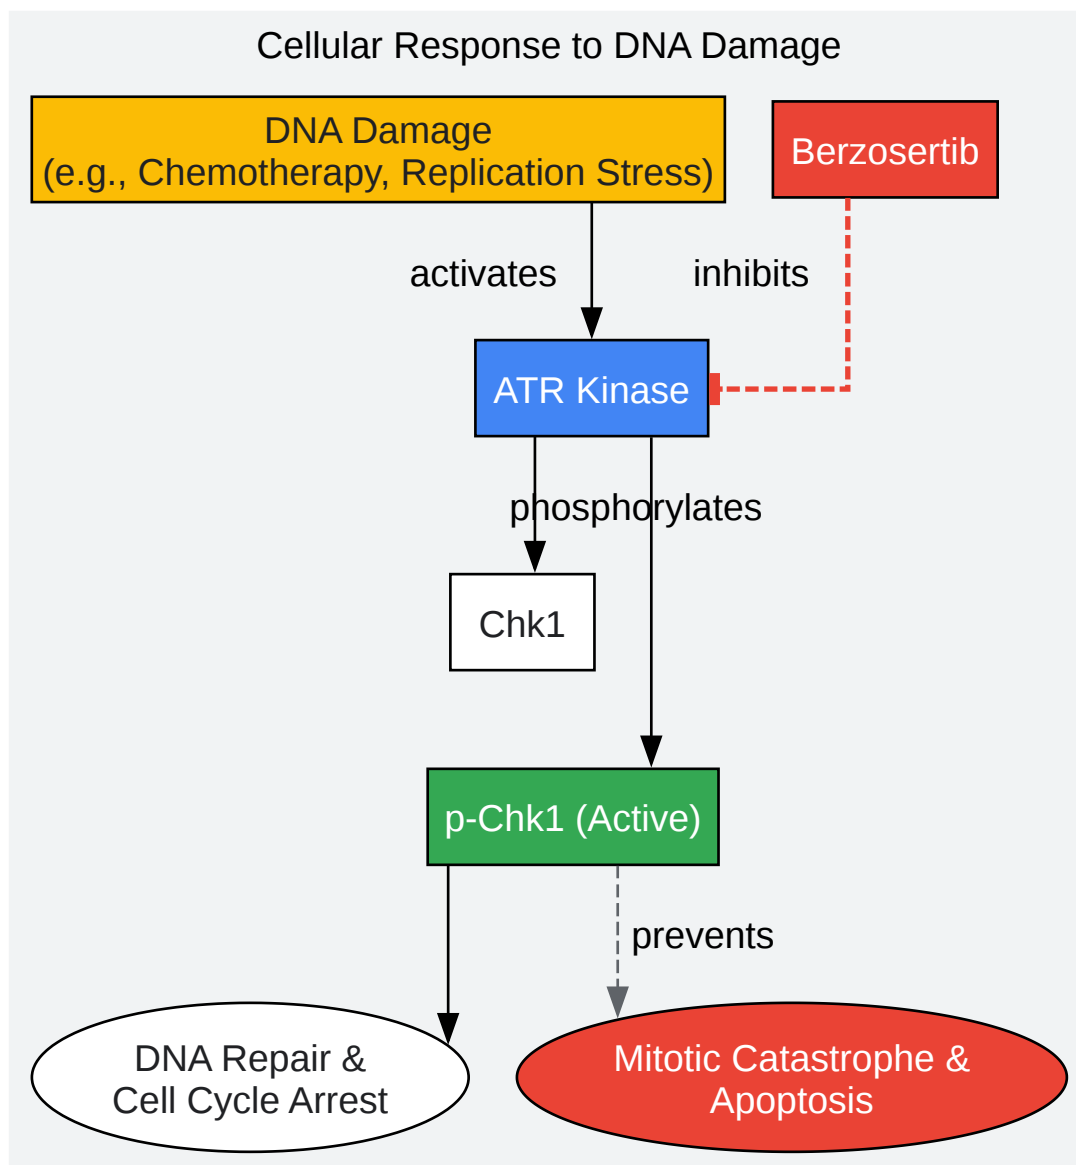 Cellular Response to DNA Damage
DNA Damage
(e.g., Chemotherapy, Replication Stress)
Berzosertib
activates
inhibits
ATR Kinase
phosphorylates
Chk1
p-Chk1 (Active)
prevents
DNA Repair &
Cell Cycle Arrest
Mitotic Catastrophe &
Apoptosis